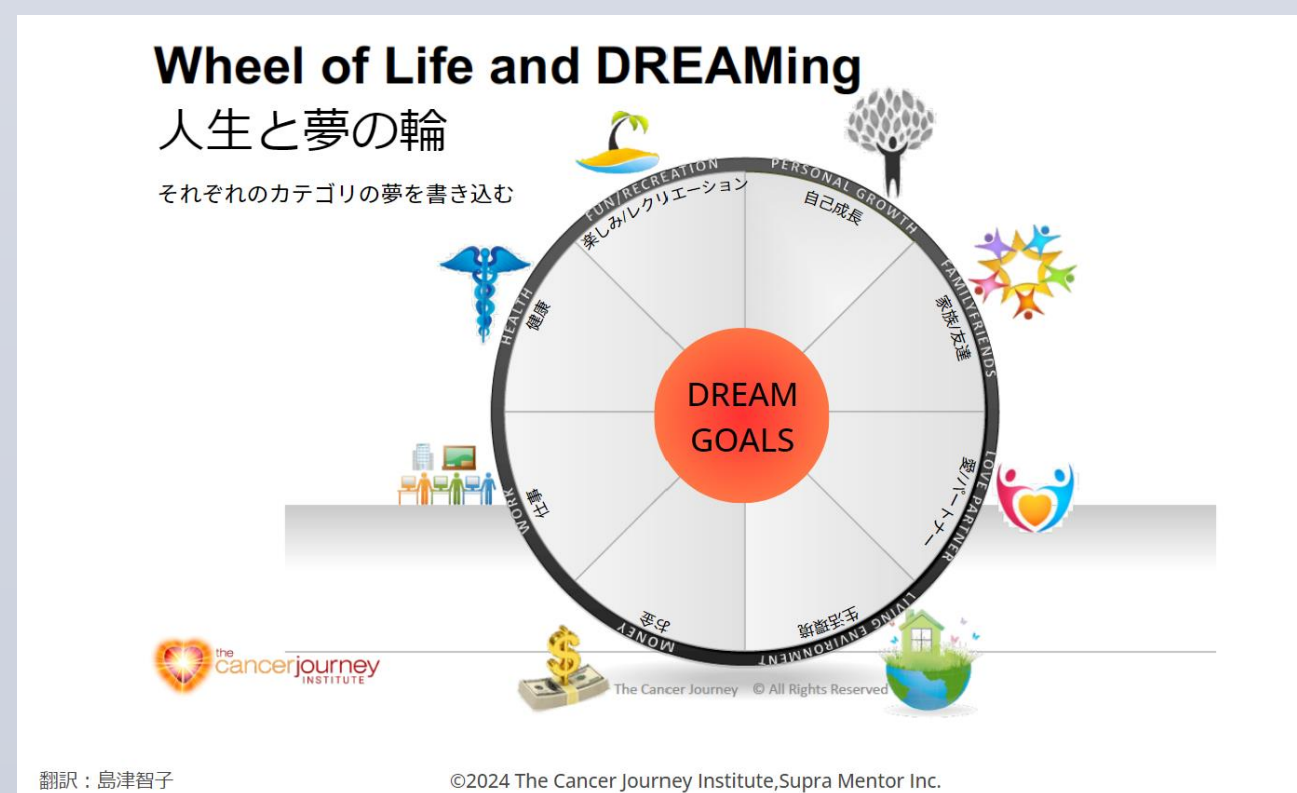 Wheel of Life and DREAMing
人生と夢の輪
それぞれのカテゴリの夢を書き込む
FUN/RECREATION
楽しみ/レクリエーション
PERSONAL GROWTH
自己成長
HEALTH
健康
FAMILYFRIENDS
家族/友達
DREAM
GOALS
WORK
仕事
LOVE PARTNER
愛/パートナー
MONEY
お金
LIVING ENVIRONMENT
生活環境
the
cancerjourney
INSTITUTE
The Cancer Journey © All Rights Reserved
翻訳：島津智子
©2024 The Cancer Journey Institute,Supra Mentor Inc.